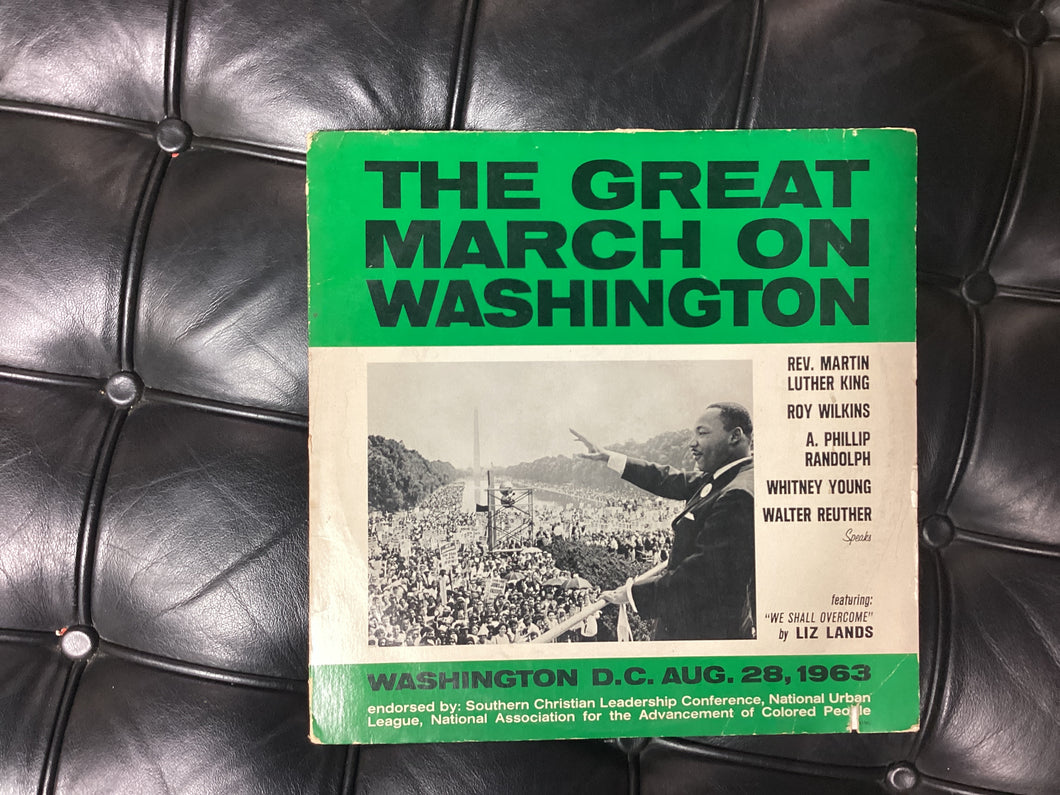 THE GREAT
MARCH ON
WASHINGTON
REV. MARTIN
LUTHER KING
ROY WILKINS
A. PHILLIP
RANDOLPH
WHITNEY YOUNG
WALTER REUTHER
Speaks
featuring:
"WE SHALL OVERCOME"
by LIZ LANDS
WASHINGTON D.C. AUG. 28, 1963
endorsed by: Southern Christian Leadership Conference, National Urban
League, National Association for the Advancement of Colored People